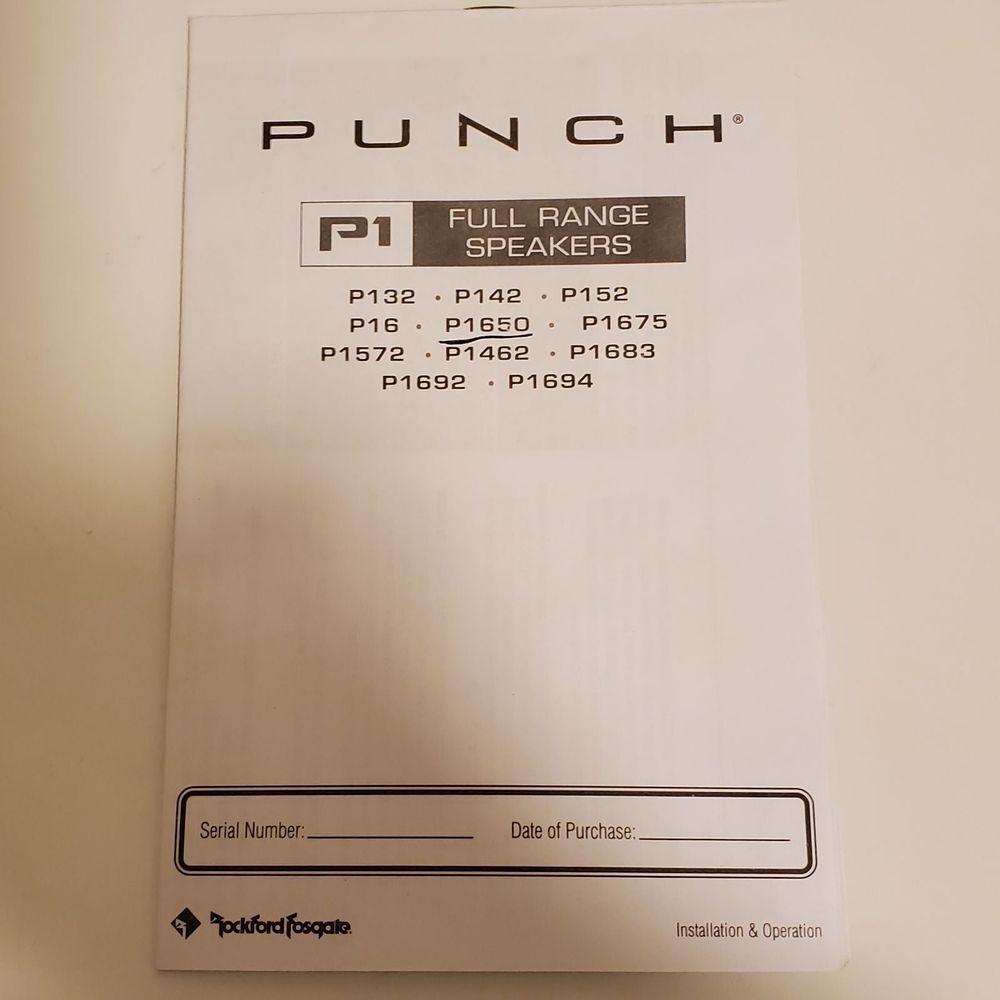 PUNCH®
P1 FULL RANGE
SPEAKERS
P132 • P142 • P152
P16 • P1650 • P1675
P1572 • P1462 • P1683
P1692 • P1694
Serial Number: Date of Purchase:
Rockford Fosgate. Installation & Operation